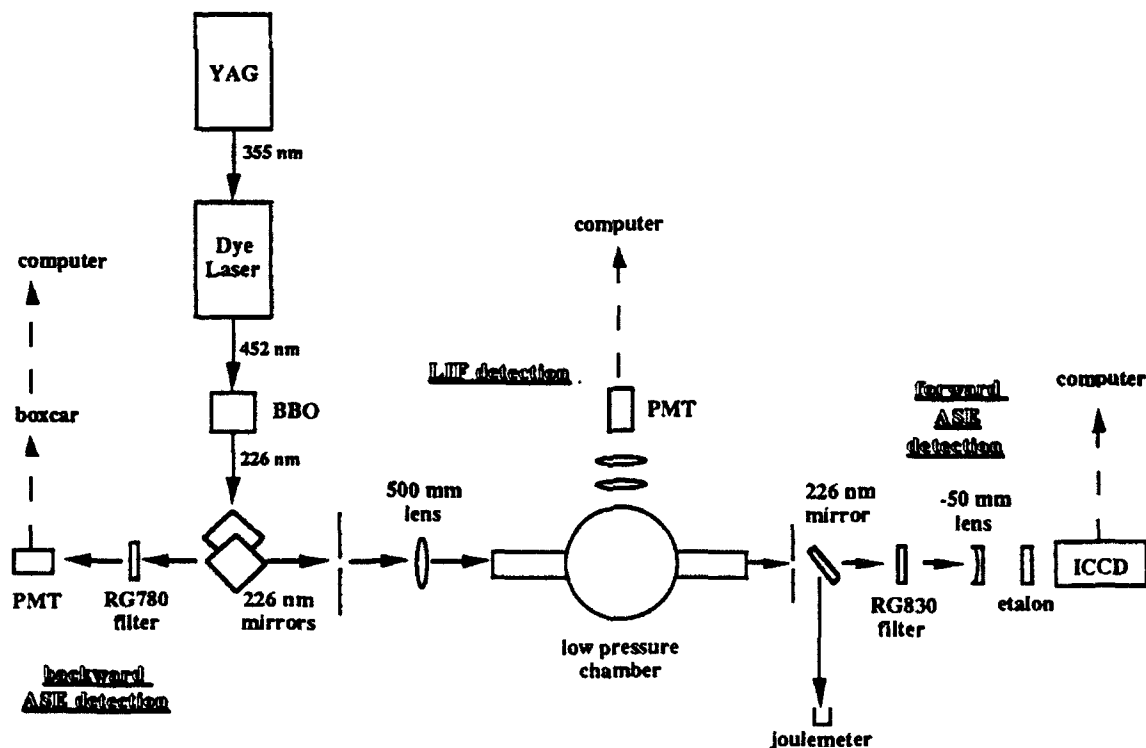 YAG
355 nm
Dye
Laser
452 nm
BBO
226 nm
226 nm
mirrors
computer
boxcar
PMT
RG780
filter
backward
ASE detection
500 mm
lens
LIF detection
computer
PMT
low pressure
chamber
226 nm
mirror
joulemeter
RG830
filter
forward
ASE
detection
-50 mm
lens
etalon
computer
ICCD